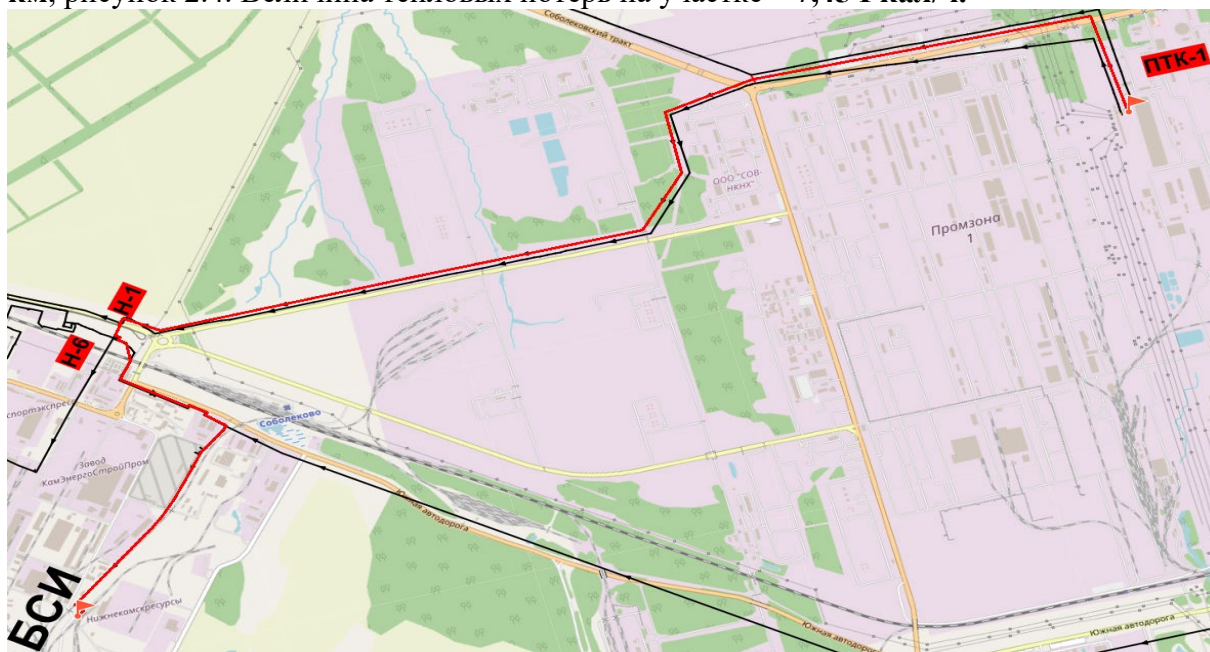 км, рисунок 2.4. Величина тепловых потерь на участке – 7,43 Гкал/ч.
Соболековский тракт
ПТК-1
ООО "СОВ-
НКНХ"
Промзона
1
Н-1
Н-6
Соболеково
спортэкспресс
Завод
КамЭнергоСтройПром
Южная автодорога
БСИ
Нижнекамскресурсы
Южная автодорога
Южная автодорога